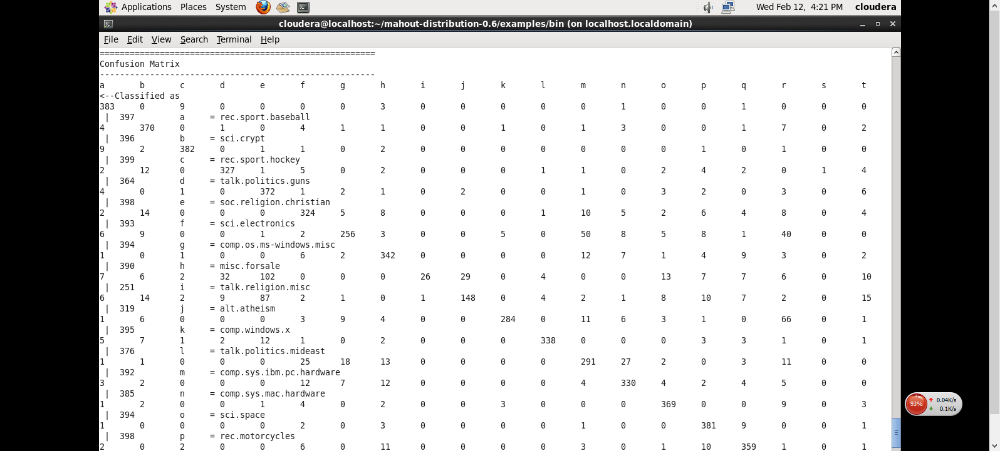 Applications Places System Wed Feb 12, 4:21 PM cloudera
cloudera@localhost:~/mahout-distribution-0.6/examples/bin (on localhost.localdomain)
File Edit View Search Terminal Help
=======================================================
Confusion Matrix
-------------------------------------------------------
a b c d e f g h i j k l m n o p q r s t
<--Classified as
383 0 9 0 0 0 0 3 0 0 0 0 0 1 0 0 1 0 0 0
| 397 a = rec.sport.baseball
4 370 0 1 0 4 1 1 0 0 1 0 1 3 0 0 1 7 0 2
| 396 b = sci.crypt
9 2 382 0 1 1 0 2 0 0 0 0 0 0 0 1 0 1 0 0
| 399 c = rec.sport.hockey
2 12 0 327 1 5 0 2 0 0 0 1 1 0 2 4 2 0 1 4
| 364 d = talk.politics.guns
4 0 1 0 372 1 2 1 0 2 0 0 1 0 3 2 0 3 0 6
| 398 e = soc.religion.christian
2 14 0 0 0 324 5 8 0 0 0 1 10 5 2 6 4 8 0 4
| 393 f = sci.electronics
6 9 0 0 1 2 256 3 0 0 5 0 50 8 5 8 1 40 0 0
| 394 g = comp.os.ms-windows.misc
1 0 1 0 0 6 2 342 0 0 0 0 12 7 1 4 9 3 0 2
| 390 h = misc.forsale
7 6 2 32 102 0 0 0 26 29 0 4 0 0 13 7 7 6 0 10
| 251 i = talk.religion.misc
6 14 2 9 87 2 1 0 1 148 0 4 2 1 8 10 7 2 0 15
| 319 j = alt.atheism
1 6 0 0 0 3 9 4 0 0 284 0 11 6 3 1 0 66 0 1
| 395 k = comp.windows.x
5 7 1 2 12 1 0 2 0 0 0 338 0 0 0 3 3 1 0 1
| 376 l = talk.politics.mideast
1 1 0 0 0 25 18 13 0 0 0 0 291 27 2 0 3 11 0 0
| 392 m = comp.sys.ibm.pc.hardware
3 2 0 0 0 12 7 12 0 0 0 0 4 330 4 2 4 5 0 0
| 385 n = comp.sys.mac.hardware
1 2 0 0 1 4 0 2 0 0 3 0 0 0 369 0 0 9 0 3
| 394 o = sci.space
1 0 0 0 0 2 0 3 0 0 0 0 1 0 0 381 9 0 0 1
| 398 p = rec.motorcycles
2 0 2 0 0 6 0 11 0 0 0 0 3 0 1 10 359 1 0 1
93% 0.04K/s
0.1K/s